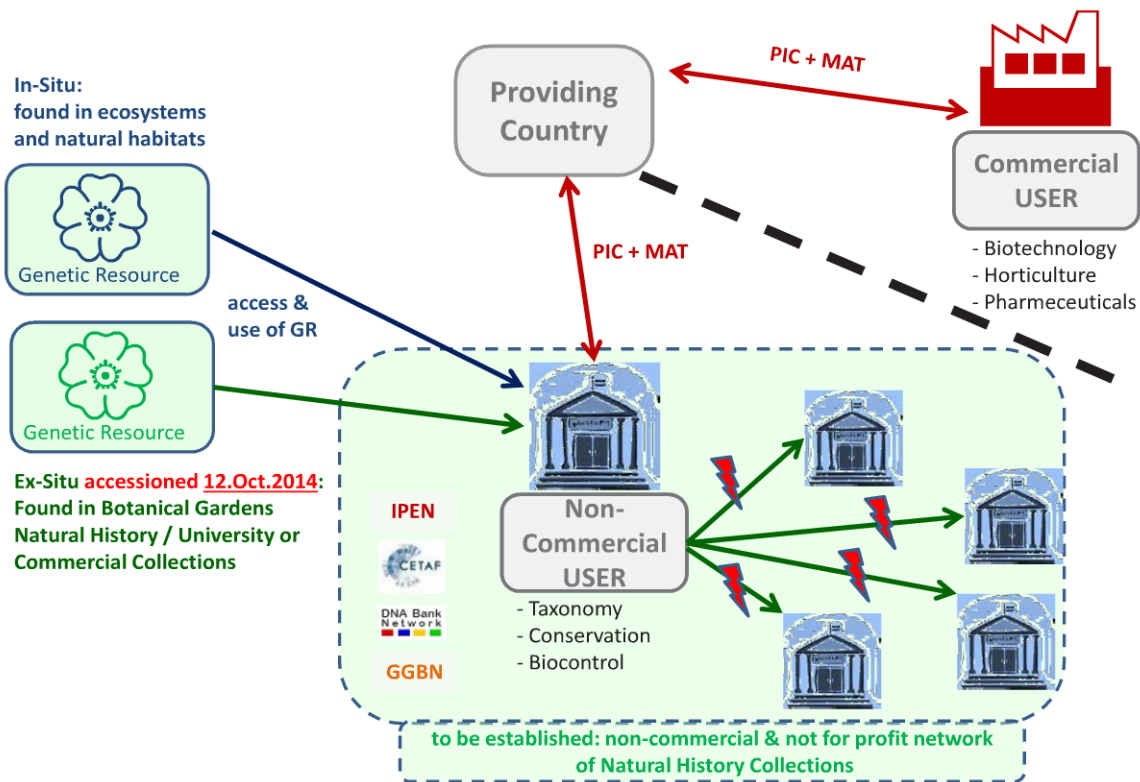 In-Situ:
found in ecosystems
and natural habitats
Genetic Resource
Genetic Resource
Ex-Situ accessioned 12.Oct.2014:
Found in Botanical Gardens
Natural History / University or
Commercial Collections
access &
use of GR
Providing
Country
PIC + MAT
PIC + MAT
Commercial
USER
- Biotechnology
- Horticulture
- Pharmeceuticals
IPEN
CETAF
DNA Bank
Network
GGBN
Non-
Commercial
USER
- Taxonomy
- Conservation
- Biocontrol
to be established: non-commercial & not for profit network
of Natural History Collections